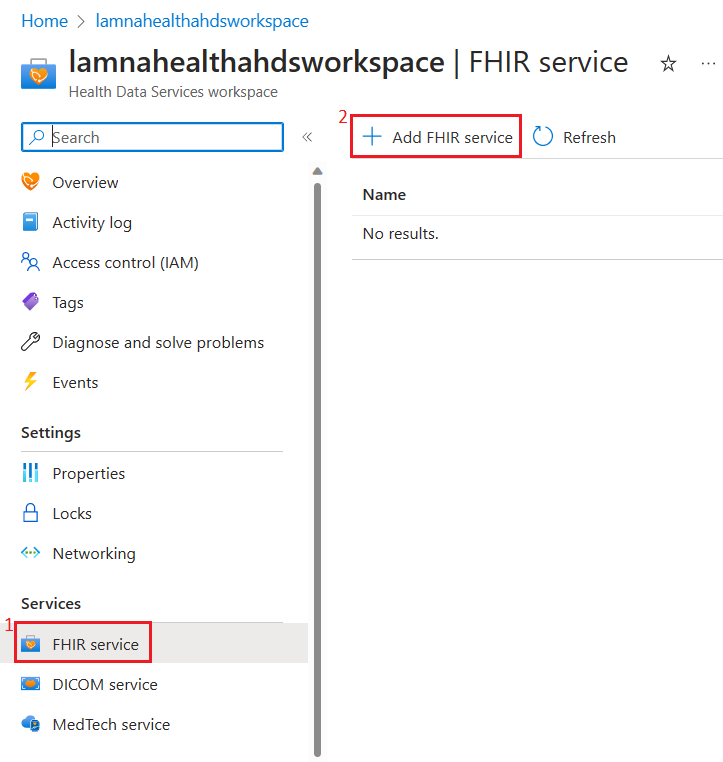 Home > lamnahealthahdsworkspace
lamnahealthahdsworkspace | FHIR service
Health Data Services workspace
Search
2
Add FHIR service
Refresh
Overview
Activity log
Access control (IAM)
Tags
Diagnose and solve problems
Events
Settings
Properties
Locks
Networking
Services
1
FHIR service
DICOM service
MedTech service
Name
No results.